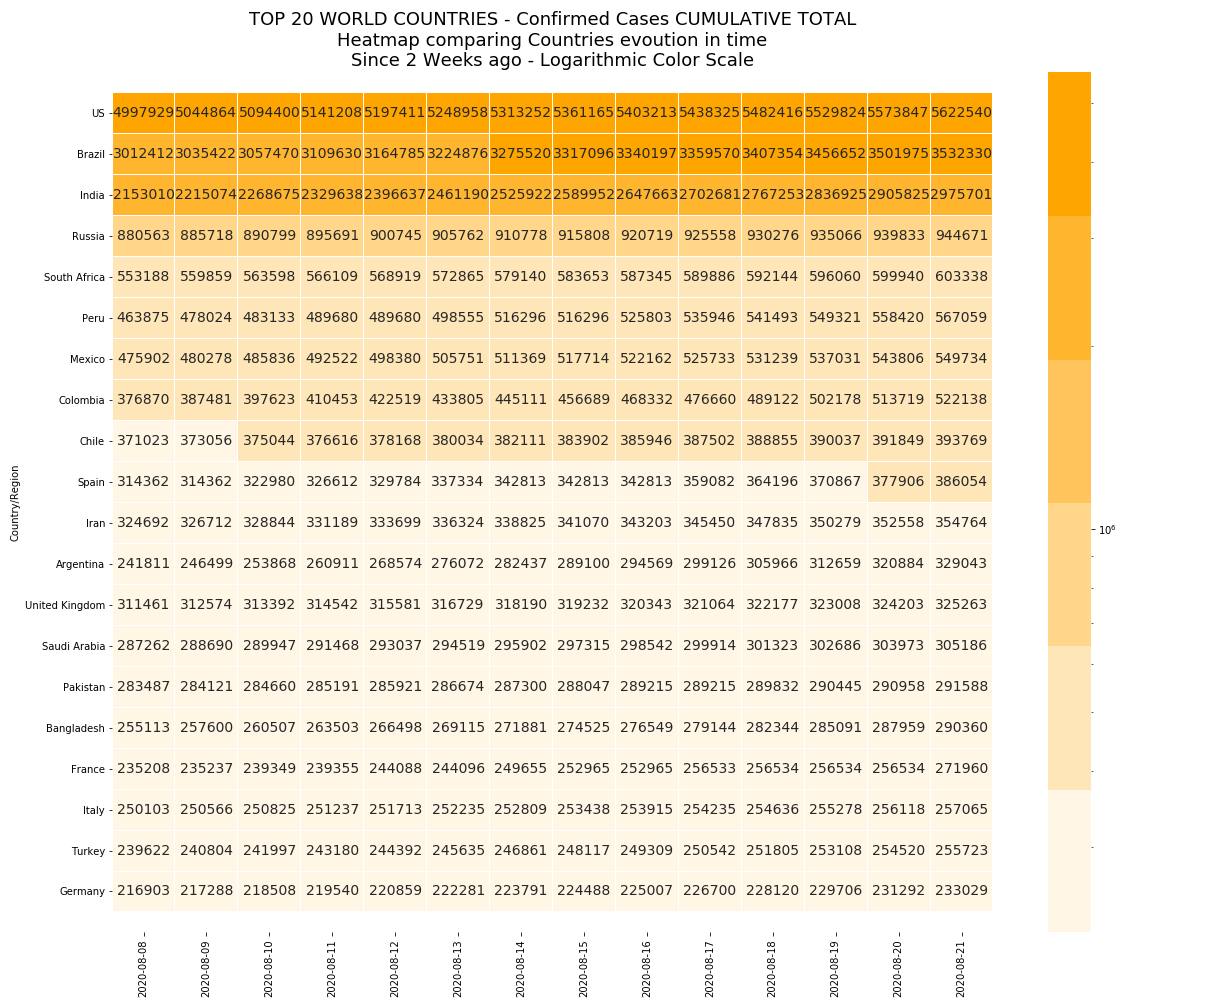 TOP 20 WORLD COUNTRIES - Confirmed Cases CUMULATIVE TOTAL
Heatmap comparing Countries evoution in time
Since 2 Weeks ago - Logarithmic Color Scale
US 4997929 5044864 5094400 5141208 5197411 5248958 5313252 5361165 5403213 5438325 5482416 5529824 5573847 5622540
Brazil 3012412 3035422 3057470 3109630 3164785 3224876 3275520 3317096 3340197 3359570 3407354 3456652 3501975 3532330
India 2153010 2215074 2268675 2329638 2396637 2461190 2525922 2589952 2647663 2702681 2767253 2836925 2905825 2975701
Russia 880563 885718 890799 895691 900745 905762 910778 915808 920719 925558 930276 935066 939833 944671
South Africa 553188 559859 563598 566109 568919 572865 579140 583653 587345 589886 592144 596060 599940 603338
Peru 463875 478024 483133 489680 489680 498555 516296 516296 525803 535946 541493 549321 558420 567059
Mexico 475902 480278 485836 492522 498380 505751 511369 517714 522162 525733 531239 537031 543806 549734
Colombia 376870 387481 397623 410453 422519 433805 445111 456689 468332 476660 489122 502178 513719 522138
Chile 371023 373056 375044 376616 378168 380034 382111 383902 385946 387502 388855 390037 391849 393769
Spain 314362 314362 322980 326612 329784 337334 342813 342813 342813 359082 364196 370867 377906 386054
Iran 324692 326712 328844 331189 333699 336324 338825 341070 343203 345450 347835 350279 352558 354764
Argentina 241811 246499 253868 260911 268574 276072 282437 289100 294569 299126 305966 312659 320884 329043
United Kingdom 311461 312574 313392 314542 315581 316729 318190 319232 320343 321064 322177 323008 324203 325263
Saudi Arabia 287262 288690 289947 291468 293037 294519 295902 297315 298542 299914 301323 302686 303973 305186
Pakistan 283487 284121 284660 285191 285921 286674 287300 288047 289215 289215 289832 290445 290958 291588
Bangladesh 255113 257600 260507 263503 266498 269115 271881 274525 276549 279144 282344 285091 287959 290360
France 235208 235237 239349 239355 244088 244096 249655 252965 252965 256533 256534 256534 256534 271960
Italy 250103 250566 250825 251237 251713 252235 252809 253438 253915 254235 254636 255278 256118 257065
Turkey 239622 240804 241997 243180 244392 245635 246861 248117 249309 250542 251805 253108 254520 255723
Germany 216903 217288 218508 219540 220859 222281 223791 224488 225007 226700 228120 229706 231292 233029
Country/Region
2020-08-08 2020-08-09 2020-08-10 2020-08-11 2020-08-12 2020-08-13 2020-08-14 2020-08-15 2020-08-16 2020-08-17 2020-08-18 2020-08-19 2020-08-20 2020-08-21
10⁶